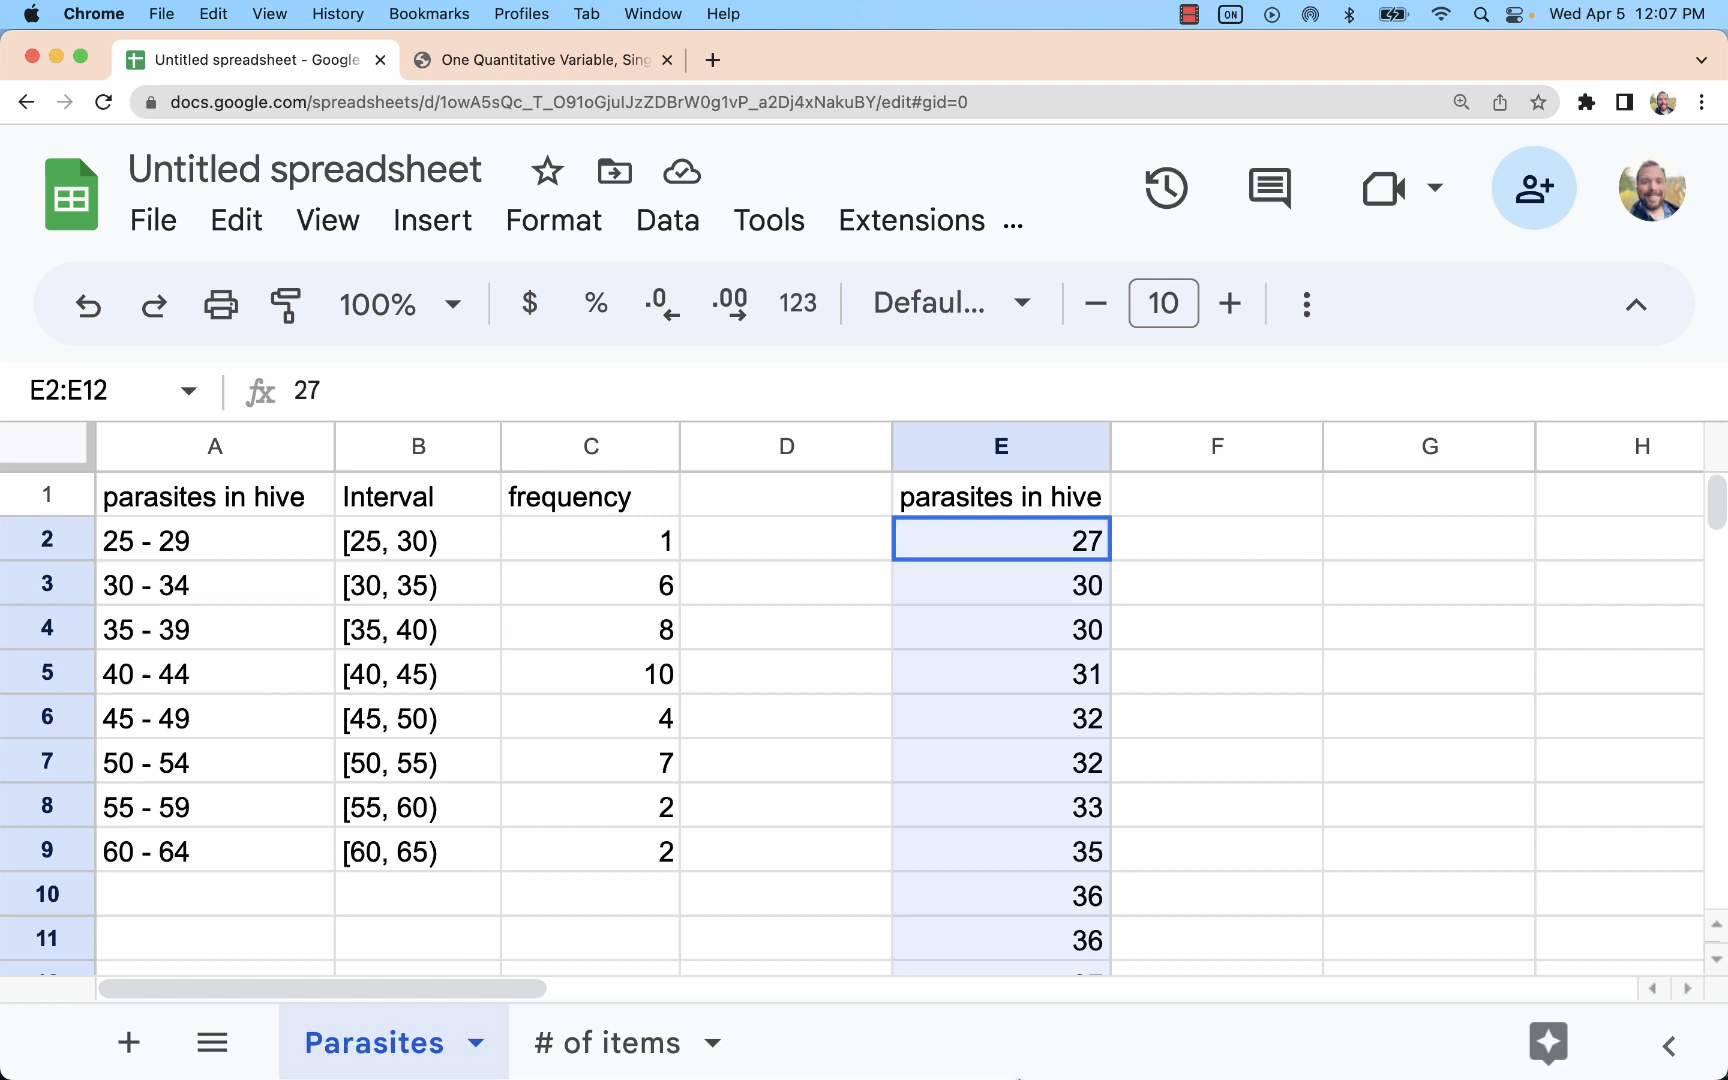 Chrome File Edit View History Bookmarks Profiles Tab Window Help ON Wed Apr 5 12:07 PM
Untitled spreadsheet - Google One Quantitative Variable, Sing
docs.google.com/spreadsheets/d/1owA5sQc_T_O91oGjulJzZDBrW0g1vP_a2Dj4xNakuBY/edit#gid=0
Untitled spreadsheet
File Edit View Insert Format Data Tools Extensions ...
100% $ % .0 .00 123 Defaul... − 10 +
E2:E12 fx 27
A B C D E F G H
1 parasites in hive Interval frequency parasites in hive
2 25 - 29 [25, 30) 1 27
3 30 - 34 [30, 35) 6 30
4 35 - 39 [35, 40) 8 30
5 40 - 44 [40, 45) 10 31
6 45 - 49 [45, 50) 4 32
7 50 - 54 [50, 55) 7 32
8 55 - 59 [55, 60) 2 33
9 60 - 64 [60, 65) 2 35
10 36
11 36
Parasites # of items